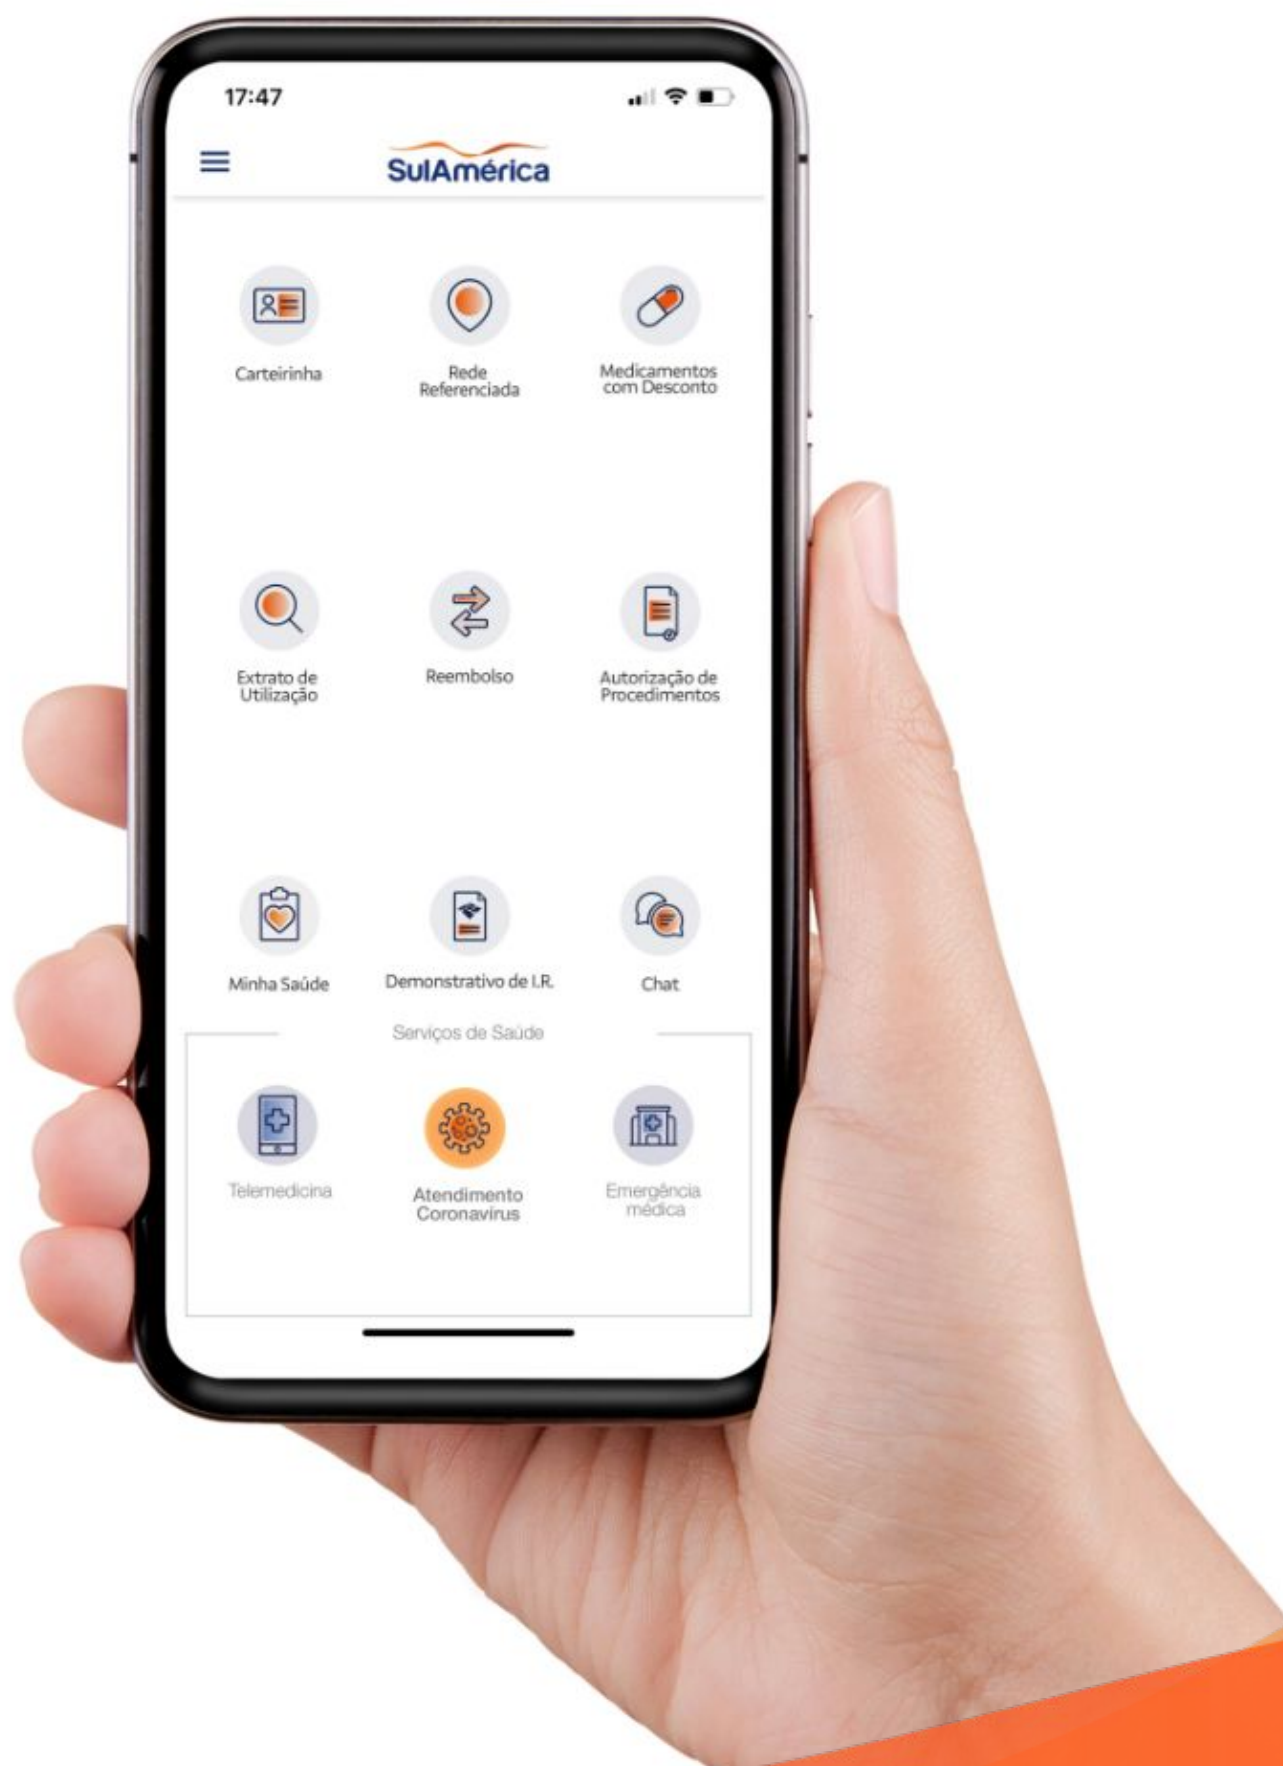 17:47
SulAmérica
Carteirinha
Rede
Referenciada
Medicamentos
com Desconto
Extrato de
Utilização
Reembolso
Autorização de
Procedimentos
Minha Saúde
Demonstrativo de I.R.
Chat
Serviços de Saúde
Telemedicina
Atendimento
Coronavírus
Emergência
médica